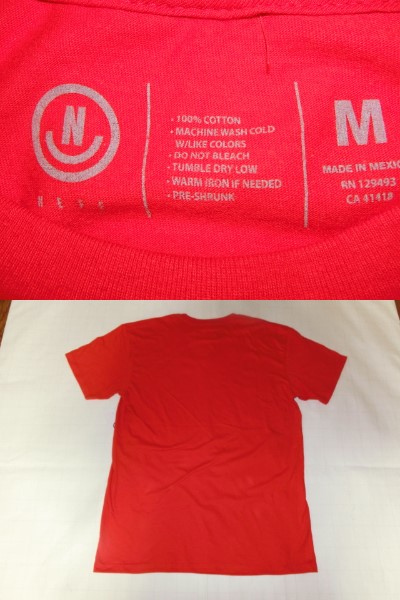 N
• 100% COTTON
• MACHINE WASH COLD
W/LIKE COLORS
• DO NOT BLEACH
• TUMBLE DRY LOW
• WARM IRON IF NEEDED
• PRE-SHRUNK
M
MADE IN MEXIC
RN 129493
CA 41418